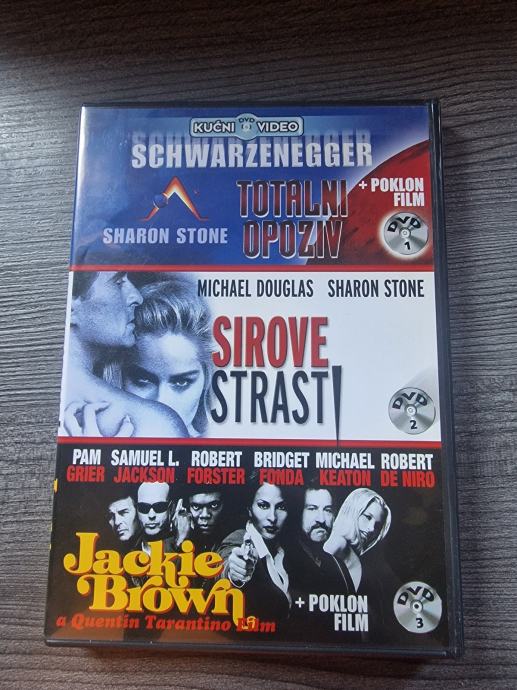 KUĆNI DVD VIDEO
SCHWARZENEGGER
SHARON STONE
TOTALNI
OPOZIV
+ POKLON
FILM
DVD
1
MICHAEL DOUGLAS SHARON STONE
SIROVE
STRASTI
DVD
2
PAM SAMUEL L. ROBERT BRIDGET MICHAEL ROBERT
GRIER JACKSON FORSTER FONDA KEATON DE NIRO
Jackie
Brown
a Quentin Tarantino Film
+ POKLON
FILM
DVD
3